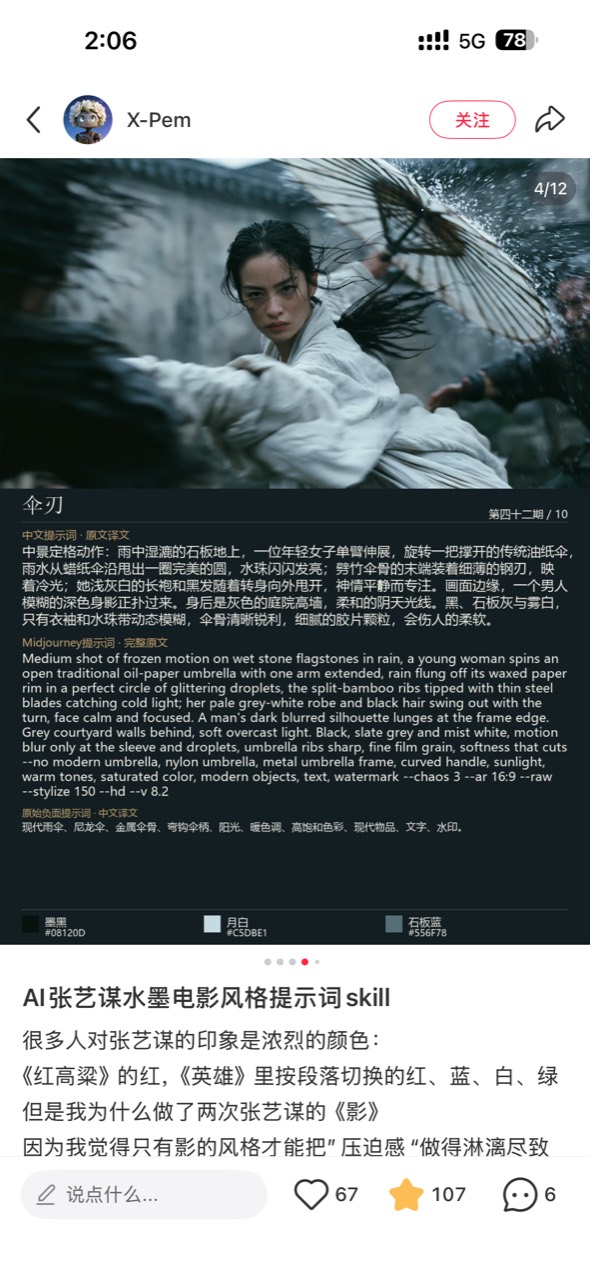 2:06
5G 78
X-Pem
关注
4/12
伞刃
第四十二期 / 10
中文提示词 · 原文译文
中景定格动作：雨中湿漉的石板地上，一位年轻女子单臂伸展，旋转一把撑开的传统油纸伞，
雨水从蜡纸伞沿甩出一圈完美的圆，水珠闪闪发亮；劈竹伞骨的末端装着细薄的钢刃，映
着冷光；她浅灰白的长袍和黑发随着转身向外甩开，神情平静而专注。画面边缘，一个男人
模糊的深色身影正扑过来。身后是灰色的庭院高墙，柔和的阴天光线。黑、石板灰与雾白，
只有衣袖和水珠带动态模糊，伞骨清晰锐利，细腻的胶片颗粒，会伤人的柔软。
Midjourney提示词 · 完整原文
Medium shot of frozen motion on wet stone flagstones in rain, a young woman spins an
open traditional oil-paper umbrella with one arm extended, rain flung off its waxed paper
rim in a perfect circle of glittering droplets, the split-bamboo ribs tipped with thin steel
blades catching cold light; her pale grey-white robe and black hair swing out with the
turn, face calm and focused. A man's dark blurred silhouette lunges at the frame edge.
Grey courtyard walls behind, soft overcast light. Black, slate grey and mist white, motion
blur only at the sleeve and droplets, umbrella ribs sharp, fine film grain, softness that cuts
--no modern umbrella, nylon umbrella, metal umbrella frame, curved handle, sunlight,
warm tones, saturated color, modern objects, text, watermark --chaos 3 --ar 16:9 --raw
--stylize 150 --hd --v 8.2
原始负面提示词 · 中文译文
现代雨伞、尼龙伞、金属伞骨、弯钩伞柄、阳光、暖色调、高饱和色彩、现代物品、文字、水印。
墨黑
#08120D
月白
#C5DBE1
石板蓝
#556F78
AI张艺谋水墨电影风格提示词skill
很多人对张艺谋的印象是浓烈的颜色：
《红高粱》的红，《英雄》里按段落切换的红、蓝、白、绿
但是我为什么做了两次张艺谋的《影》
因为我觉得只有影的风格才能把” 压迫感 “做得淋漓尽致
说点什么...
67
107
6